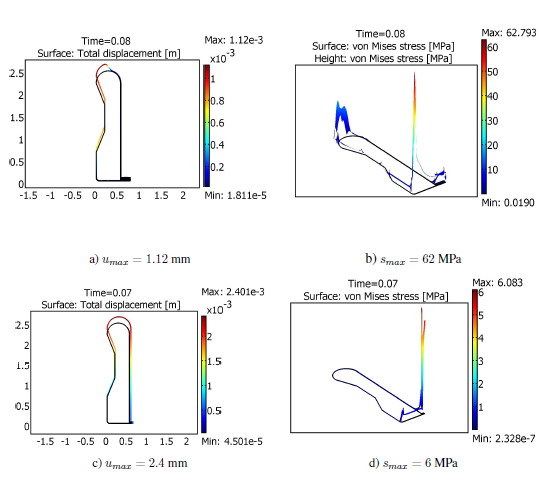 Time=0.08
Surface: Total displacement [m]
Max: 1.12e-3
x10^-3
2.5
2
1.5
1
0.5
0
-1.5 -1 -0.5 0 0.5 1 1.5 2
1
0.8
0.6
0.4
0.2
Min: 1.811e-5
a) u_max = 1.12 mm
Time=0.08
Surface: von Mises stress [MPa]
Height: von Mises stress [MPa]
Max: 62.793
60
50
40
30
20
10
Min: 0.0190
b) s_max = 62 MPa
Time=0.07
Surface: Total displacement [m]
Max: 2.401e-3
x10^-3
2.5
2
1.5
1
0.5
0
-1.5 -1 -0.5 0 0.5 1 1.5 2
2
1.5
1
0.5
Min: 4.501e-5
c) u_max = 2.4 mm
Time=0.07
Surface: von Mises stress [MPa]
Max: 6.083
6
5
4
3
2
1
Min: 2.328e-7
d) s_max = 6 MPa